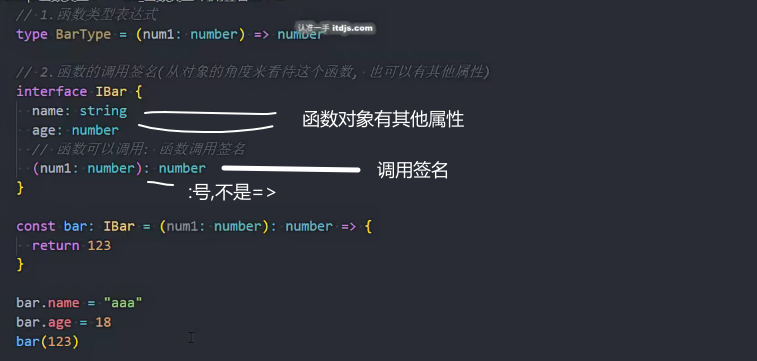 // 1.函数类型表达式
认准一手 itdjs.com
type BarType = (num1: number) => number
// 2.函数的调用签名(从对象的角度来看待这个函数, 也可以有其他属性)
interface IBar {
name: string
函数对象有其他属性
age: number
// 函数可以调用: 函数调用签名
(num1: number): number
调用签名
}
:号,不是=>
const bar: IBar = (num1: number): number => {
return 123
}
bar.name = "aaa"
bar.age = 18
bar(123)